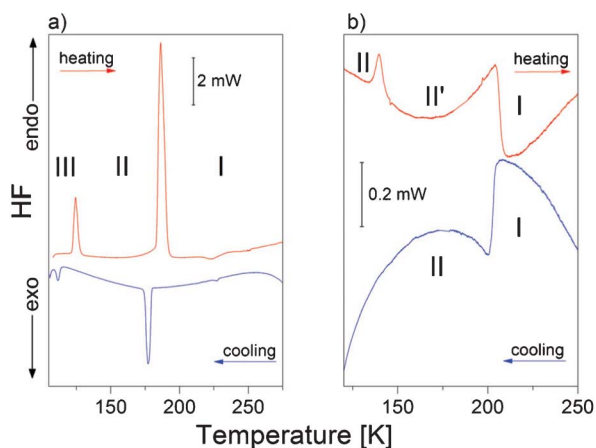 a)
heating
2 mW
III
II
I
cooling
b)
II
heating
II'
I
0.2 mW
II
I
cooling
HF
endo
exo
150 200 250
150 200 250
Temperature [K]